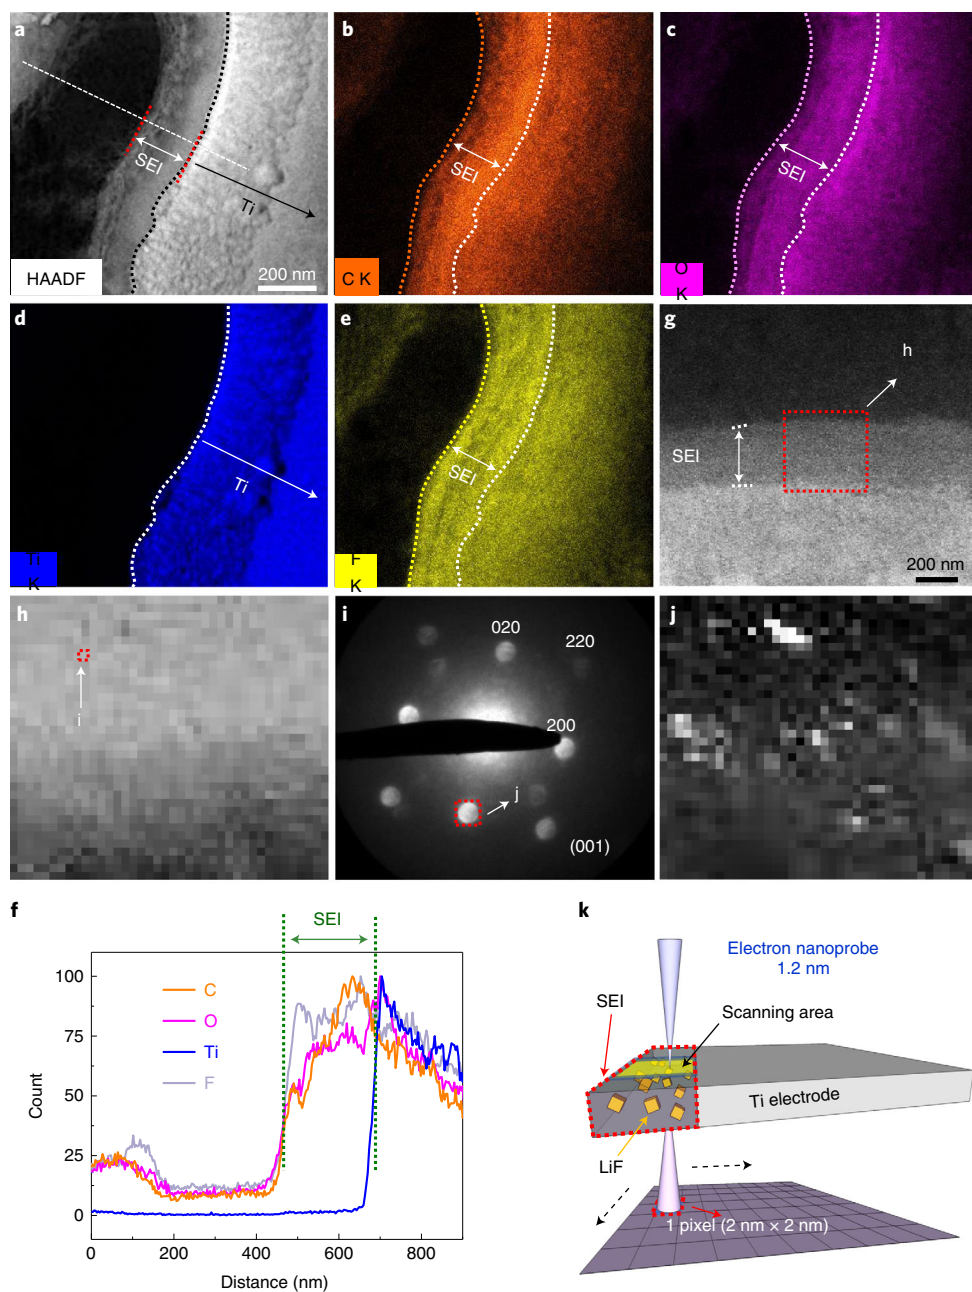 a
SEI
Ti
HAADF
200 nm
b
SEI
C K
c
SEI
O
K
d
Ti
Ti
K
e
SEI
F
K
g
h
SEI
200 nm
h
i
i
020
220
200
j
(001)
j
f
SEI
100
75
50
25
0
Count
C
O
Ti
F
0
200
400
600
800
Distance (nm)
k
Electron nanoprobe
1.2 nm
SEI
Scanning area
Ti electrode
LiF
1 pixel (2 nm × 2 nm)